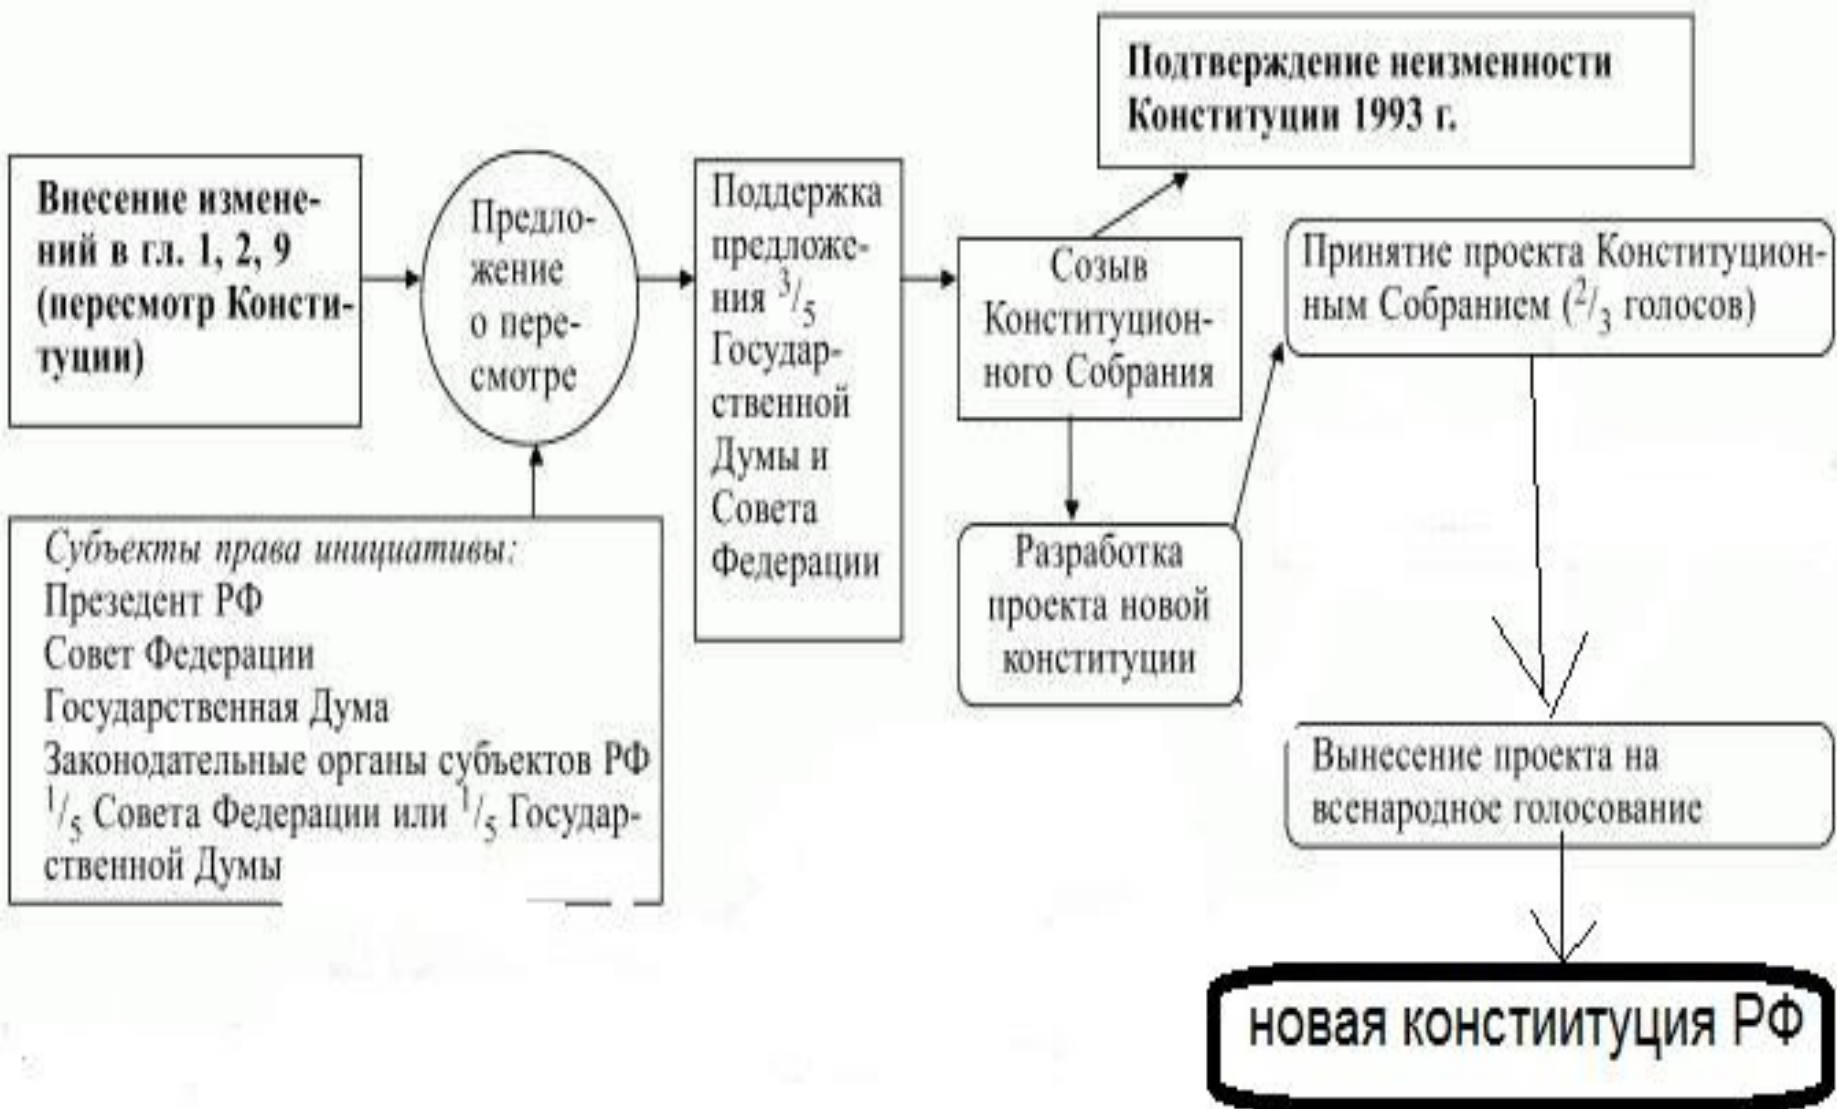 Внесение измене-
ний в гл. 1, 2, 9
(пересмотр Консти-
туции)
Предло-
жение
о пере-
смотре
Субъекты права инициативы:
Презедент РФ
Совет Федерации
Государственная Дума
Законодательные органы субъектов РФ
1/5 Совета Федерации или 1/5 Государ-
ственной Думы
Поддержка
предложе-
ния 3/5
Государ-
ственной
Думы и
Совета
Федерации
Созыв
Конституцион-
ного Собрания
Подтверждение неизменности
Конституции 1993 г.
Разработка
проекта новой
конституции
Принятие проекта Конституцион-
ным Собранием (2/3 голосов)
Вынесение проекта на
всенародное голосование
новая констиитуция РФ